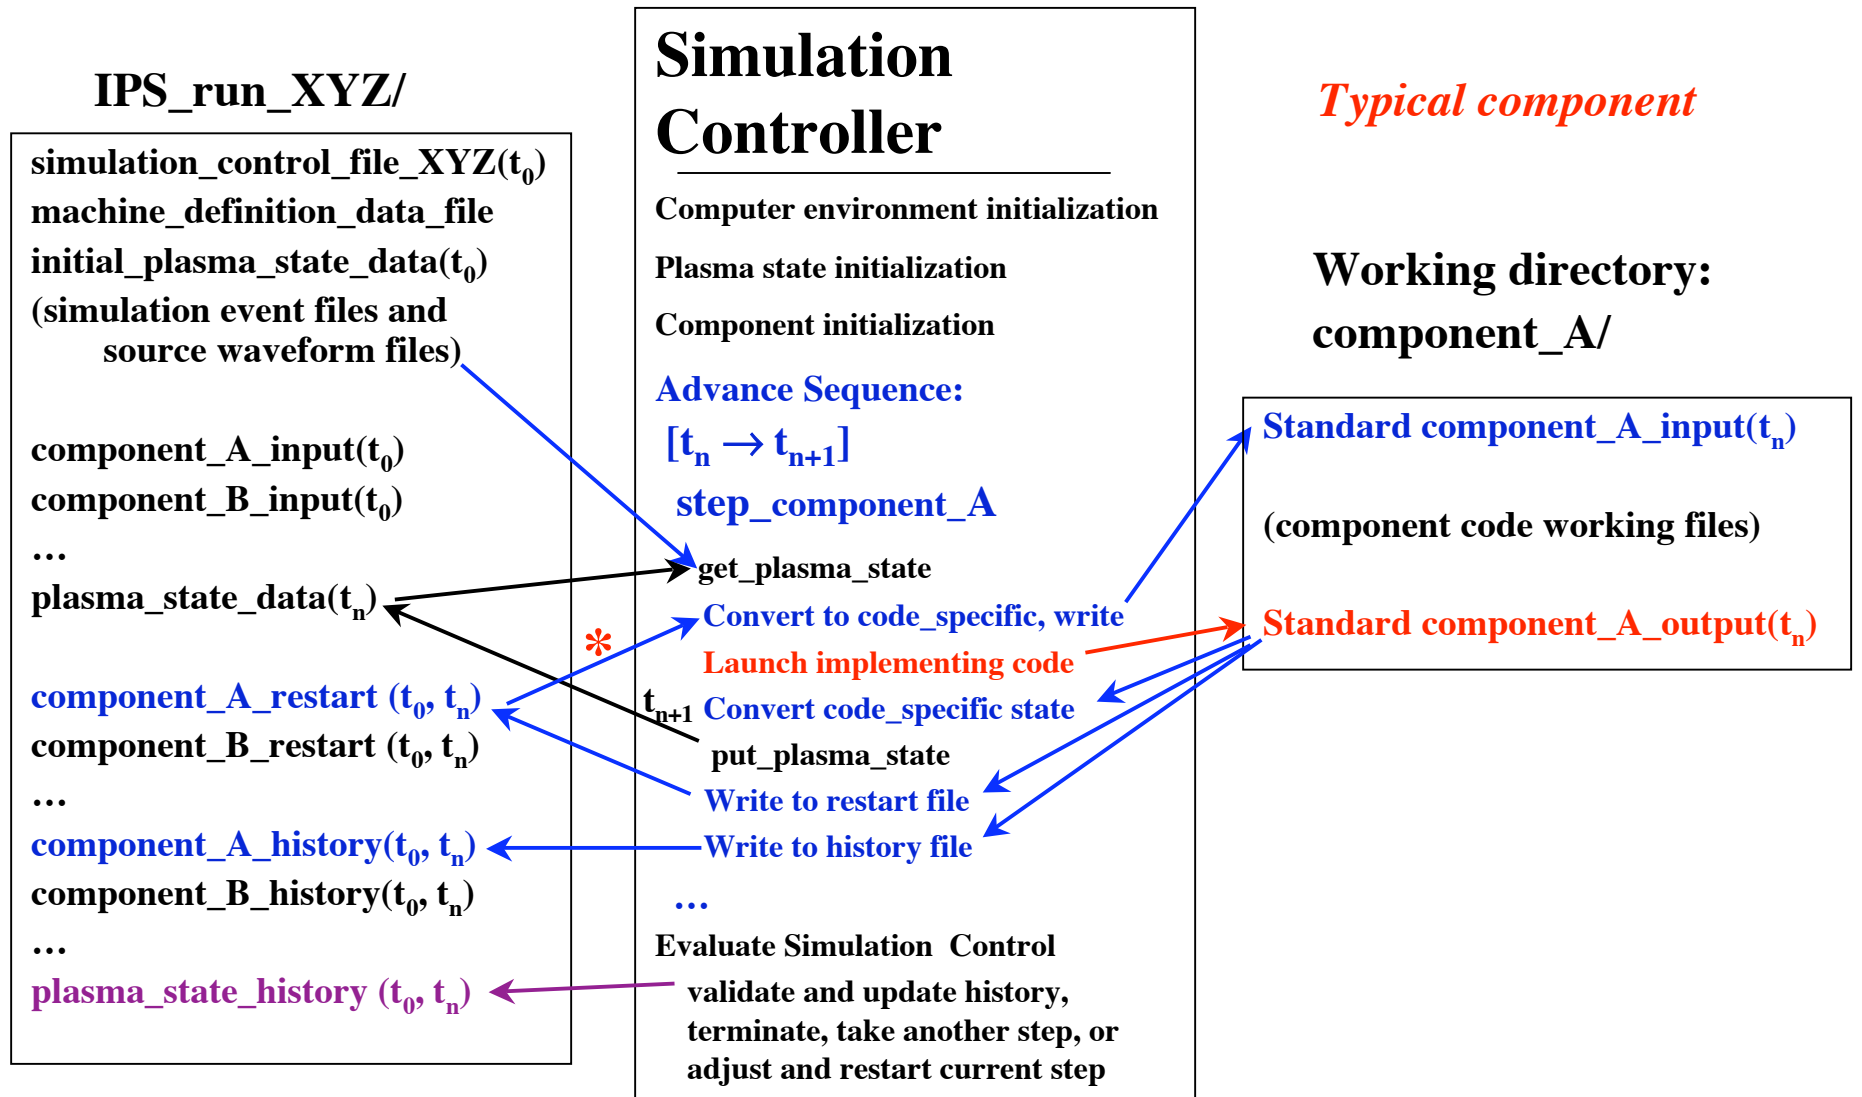 IPS_run_XYZ/
simulation_control_file_XYZ(t0)
machine_definition_data_file
initial_plasma_state_data(t0)
(simulation event files and
source waveform files)
component_A_input(t0)
component_B_input(t0)
…
plasma_state_data(tn)
component_A_restart (t0, tn)
component_B_restart (t0, tn)
…
component_A_history(t0, tn)
component_B_history(t0, tn)
…
plasma_state_history (t0, tn)
*
Simulation
Controller
Computer environment initialization
Plasma state initialization
Component initialization
Advance Sequence:
[tn → tn+1]
step_component_A
get_plasma_state
Convert to code_specific, write
Launch implementing code
tn+1
Convert code_specific state
put_plasma_state
Write to restart file
Write to history file
…
Evaluate Simulation Control
validate and update history,
terminate, take another step, or
adjust and restart current step
Typical component
Working directory:
component_A/
Standard component_A_input(tn)
(component code working files)
Standard component_A_output(tn)